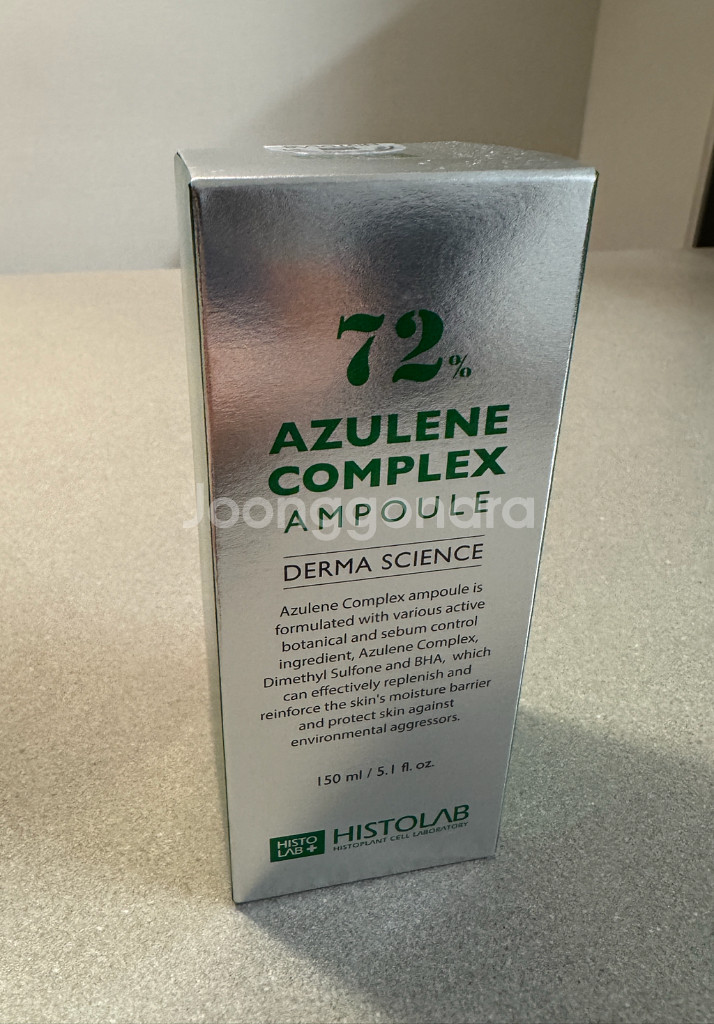 72%
AZULENE
COMPLEX
AMPOULE
Joonggonara
DERMA SCIENCE
Azulene Complex ampoule is
formulated with various active
botanical and sebum control
ingredient, Azulene Complex,
Dimethyl Sulfone and BHA, which
can effectively replenish and
reinforce the skin's moisture barrier
and protect skin against
environmental aggressors.
150 ml / 5.1 fl. oz.
HISTO
LAB+
HISTOLAB
HISTOPLANT CELL LABORATORY